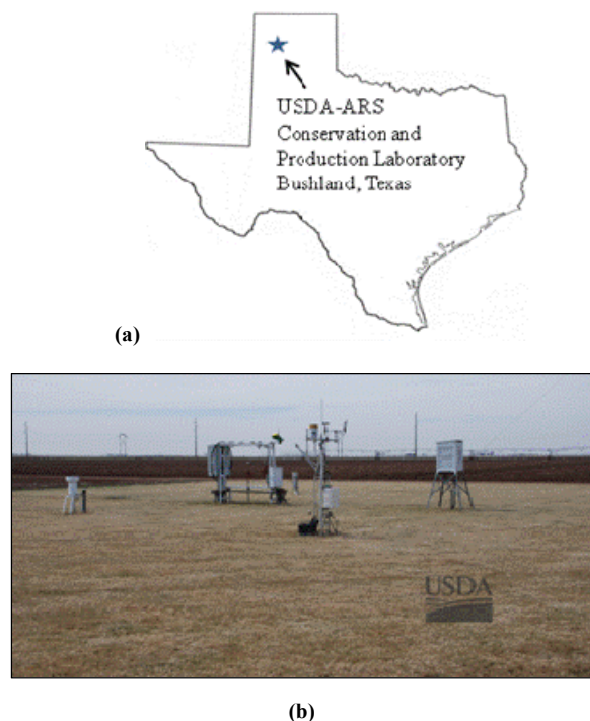 USDA-ARS
Conservation and
Production Laboratory
Bushland, Texas
(a)
USDA
(b)